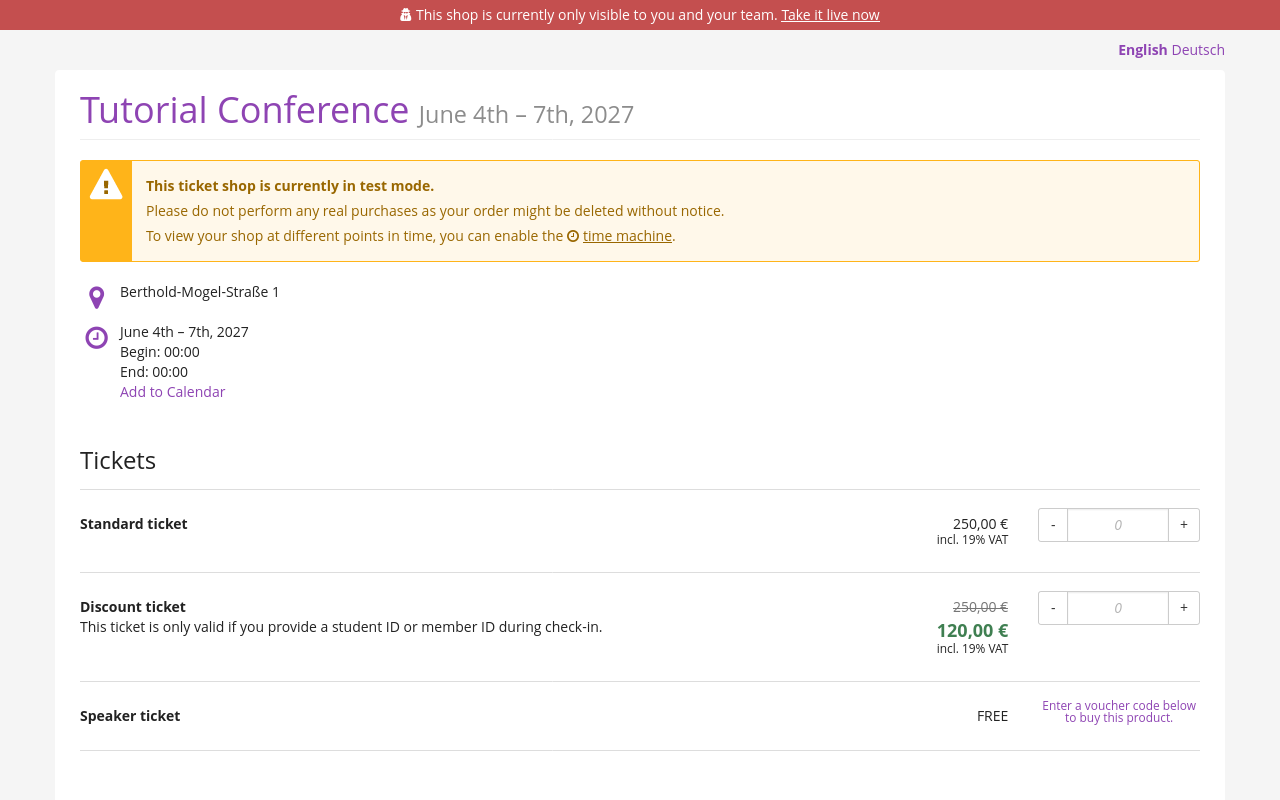 This shop is currently only visible to you and your team. Take it live now
English Deutsch
Tutorial Conference June 4th – 7th, 2027
This ticket shop is currently in test mode.
Please do not perform any real purchases as your order might be deleted without notice.
To view your shop at different points in time, you can enable the time machine.
Berthold-Mogel-Straße 1
June 4th – 7th, 2027
Begin: 00:00
End: 00:00
Add to Calendar
Tickets
Standard ticket
250,00 €
incl. 19% VAT
- 0 +
Discount ticket
This ticket is only valid if you provide a student ID or member ID during check-in.
250,00 €
120,00 €
incl. 19% VAT
- 0 +
Speaker ticket
FREE
Enter a voucher code below
to buy this product.